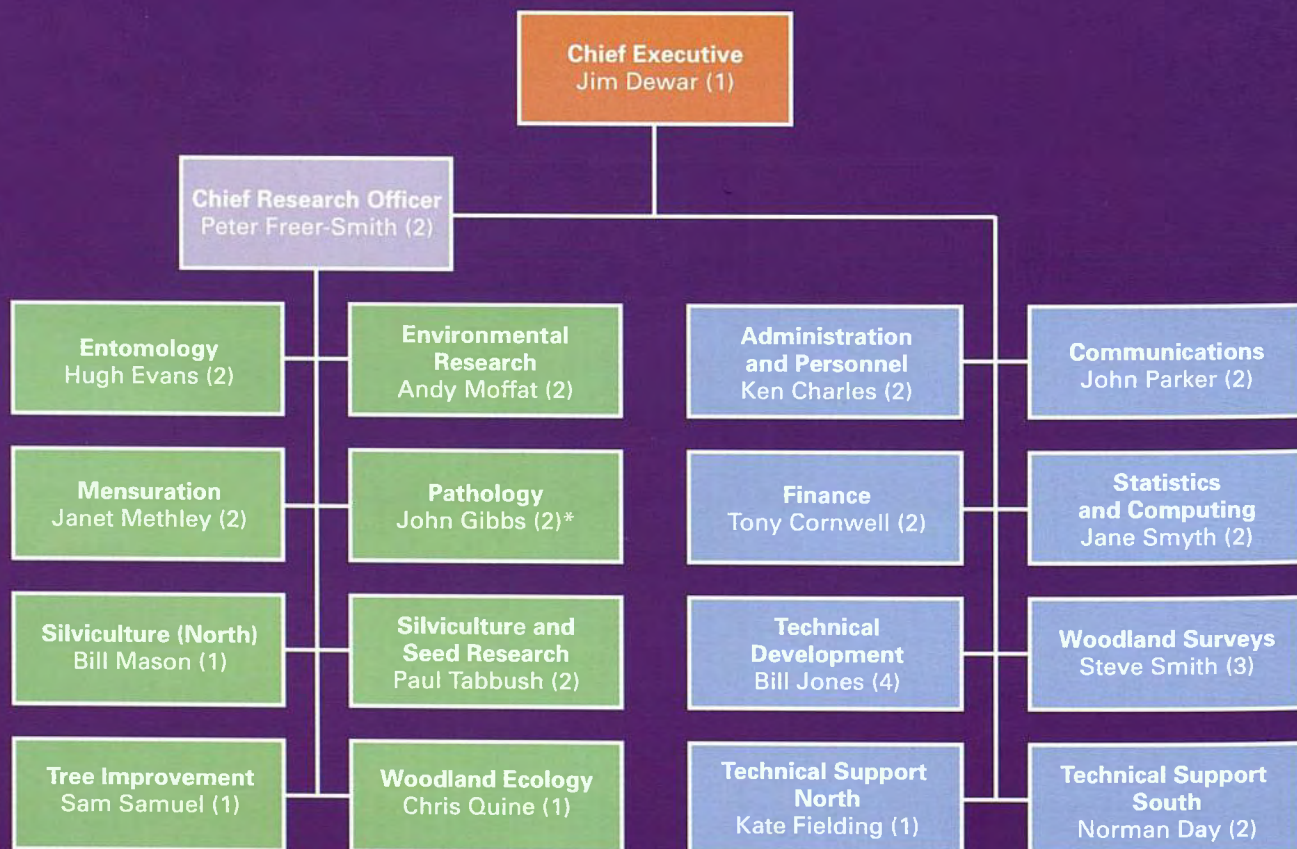 Chief Executive
Jim Dewar (1)
Chief Research Officer
Peter Freer-Smith (2)
Entomology
Hugh Evans (2)
Environmental
Research
Andy Moffat (2)
Administration
and Personnel
Ken Charles (2)
Communications
John Parker (2)
Mensuration
Janet Methley (2)
Pathology
John Gibbs (2)*
Finance
Tony Cornwell (2)
Statistics
and Computing
Jane Smyth (2)
Silviculture (North)
Bill Mason (1)
Silviculture and
Seed Research
Paul Tabbush (2)
Technical
Development
Bill Jones (4)
Woodland Surveys
Steve Smith (3)
Tree Improvement
Sam Samuel (1)
Woodland Ecology
Chris Quine (1)
Technical Support
North
Kate Fielding (1)
Technical Support
South
Norman Day (2)